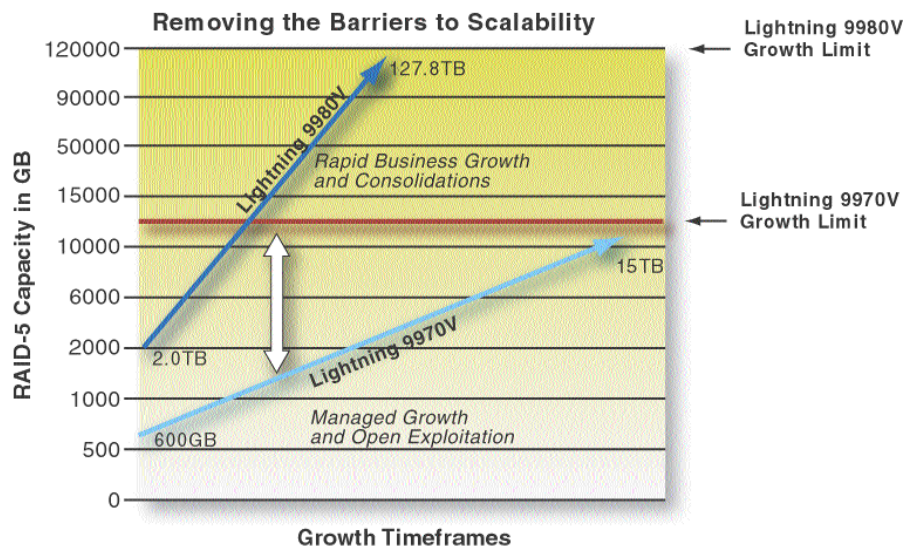 Removing the Barriers to Scalability
Lightning 9980V
Growth Limit
120000
127.8TB
90000
Lightning 9980V
50000
Rapid Business Growth
and Consolidations
15000
Lightning 9970V
Growth Limit
10000
15TB
6000
2000
2.0TB
Lightning 9970V
1000
Managed Growth
and Open Exploitation
600GB
500
0
RAID-5 Capacity in GB
Growth Timeframes